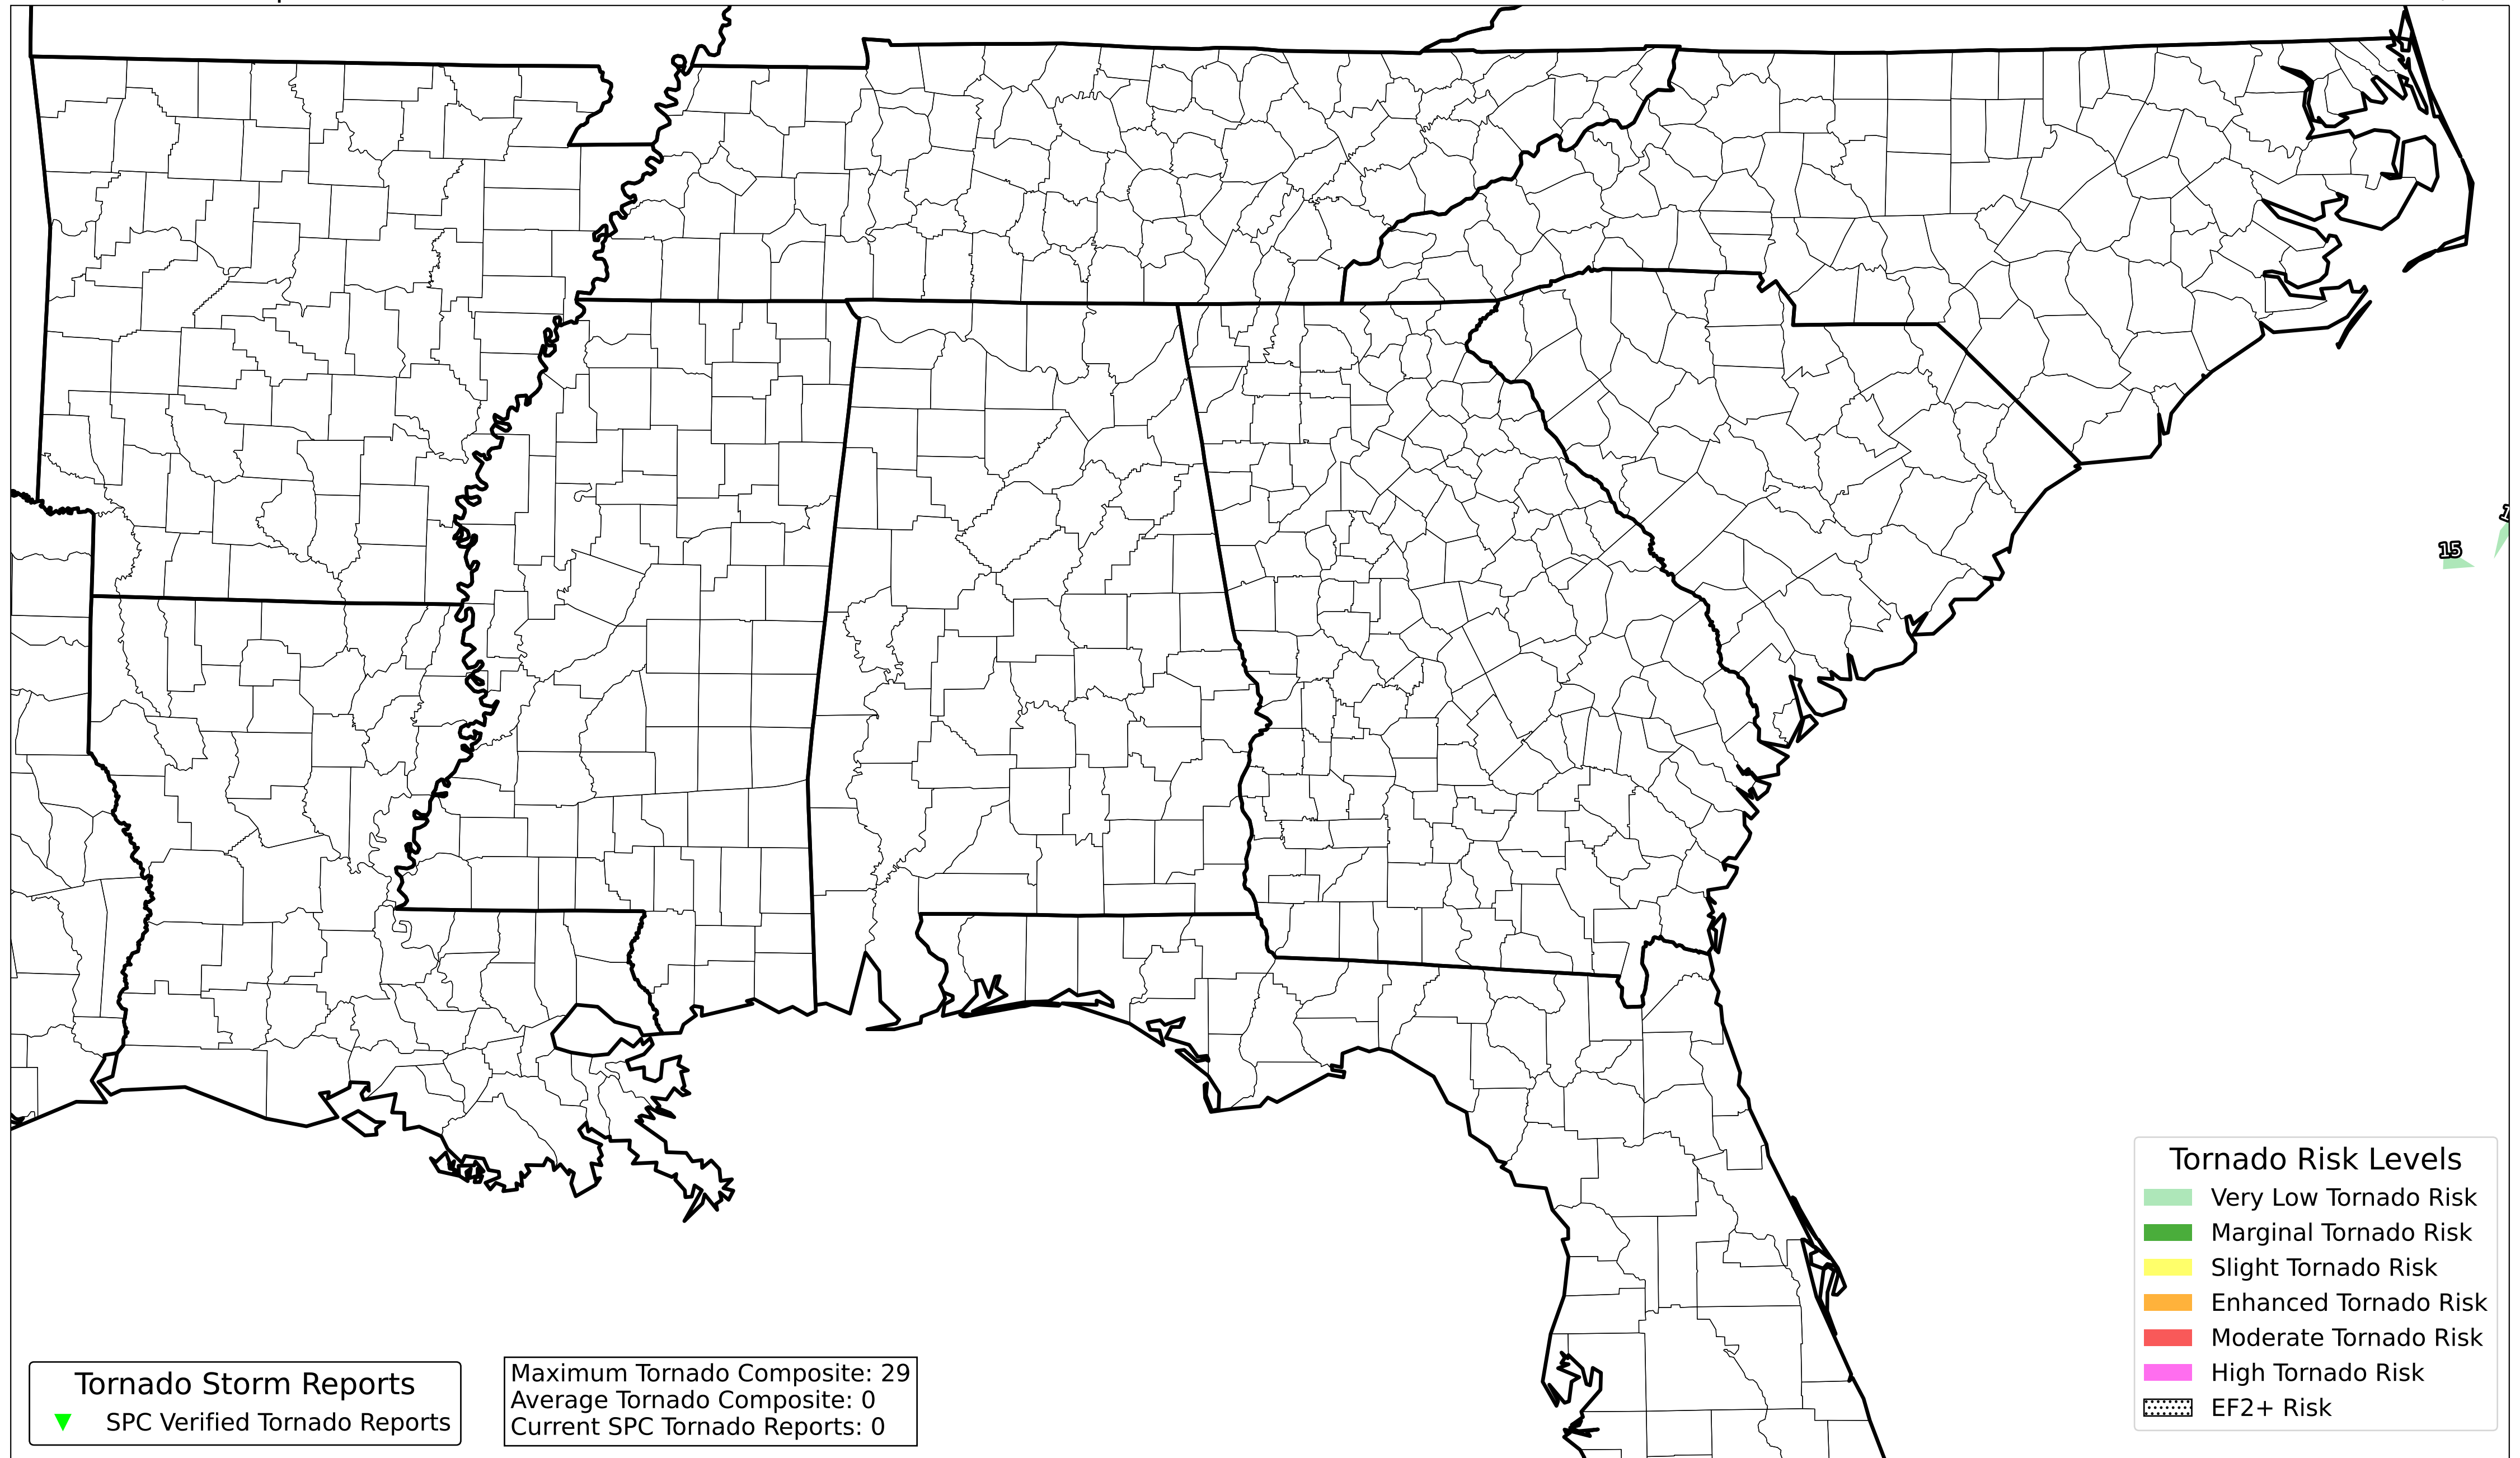 15
Tornado Risk Levels
Very Low Tornado Risk
Marginal Tornado Risk
Slight Tornado Risk
Enhanced Tornado Risk
Moderate Tornado Risk
High Tornado Risk
EF2+ Risk
Tornado Storm Reports
SPC Verified Tornado Reports
Maximum Tornado Composite: 29
Average Tornado Composite: 0
Current SPC Tornado Reports: 0